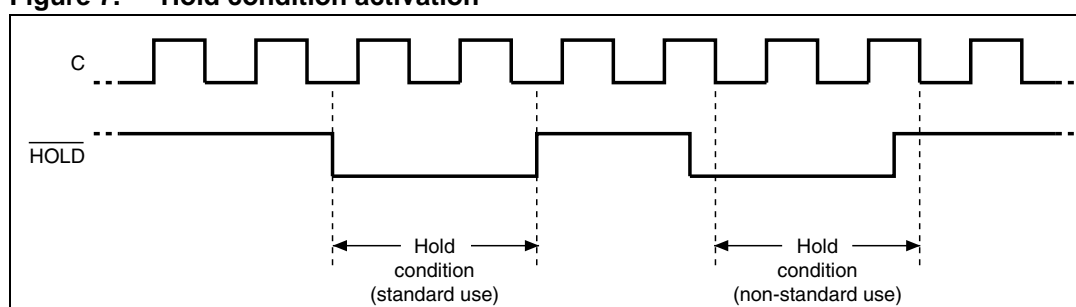 Figure 7. Hold condition activation
C
HOLD
Hold
condition
(standard use)
Hold
condition
(non-standard use)